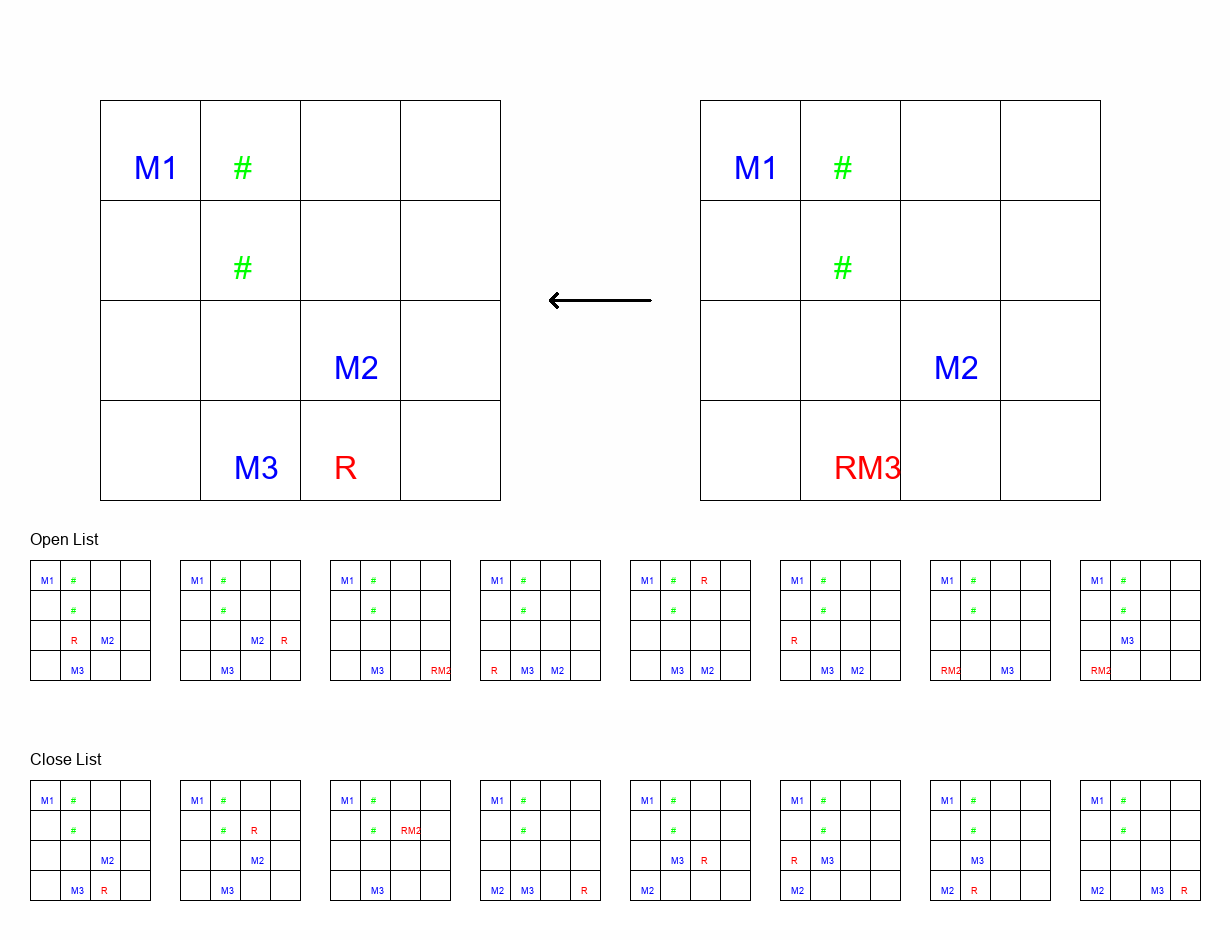 M1 # M1 #
# #
M2 M2
M3 R RM3
Open List
M1 # M1 # M1 # M1 # M1 # R M1 # M1 # M1 #
# # # # # # # #
R M2 M2 R R M3
M3 M3 M3 RM2 R M3 M2 M3 M2 M3 M2 RM2 M3 RM2
Close List
M1 # M1 # M1 # M1 # M1 # M1 # M1 # M1 #
# # R # RM2 # # # # #
M2 M2 M3 R R M3 M3
M3 R M3 M3 M2 M3 R M2 M2 M2 R M2 M3 R